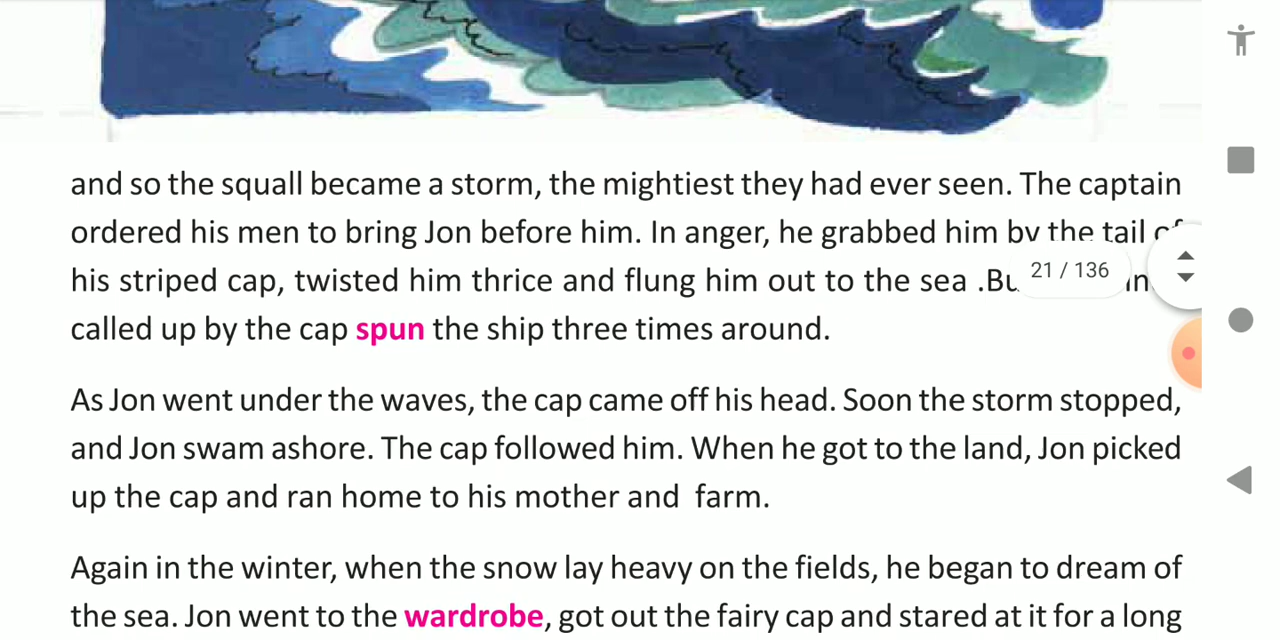 and so the squall became a storm, the mightiest they had ever seen. The captain
ordered his men to bring Jon before him. In anger, he grabbed him by the tail of
his striped cap, twisted him thrice and flung him out to the sea .
21 / 136
called up by the cap spun the ship three times around.
As Jon went under the waves, the cap came off his head. Soon the storm stopped,
and Jon swam ashore. The cap followed him. When he got to the land, Jon picked
up the cap and ran home to his mother and farm.
Again in the winter, when the snow lay heavy on the fields, he began to dream of
the sea. Jon went to the wardrobe, got out the fairy cap and stared at it for a long